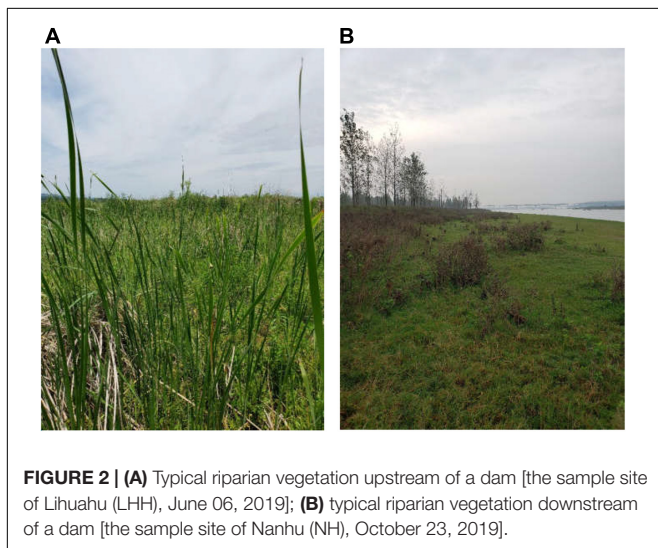 A
B
FIGURE 2 | (A) Typical riparian vegetation upstream of a dam [the sample site
of Lihuahu (LHH), June 06, 2019]; (B) typical riparian vegetation downstream
of a dam [the sample site of Nanhu (NH), October 23, 2019].